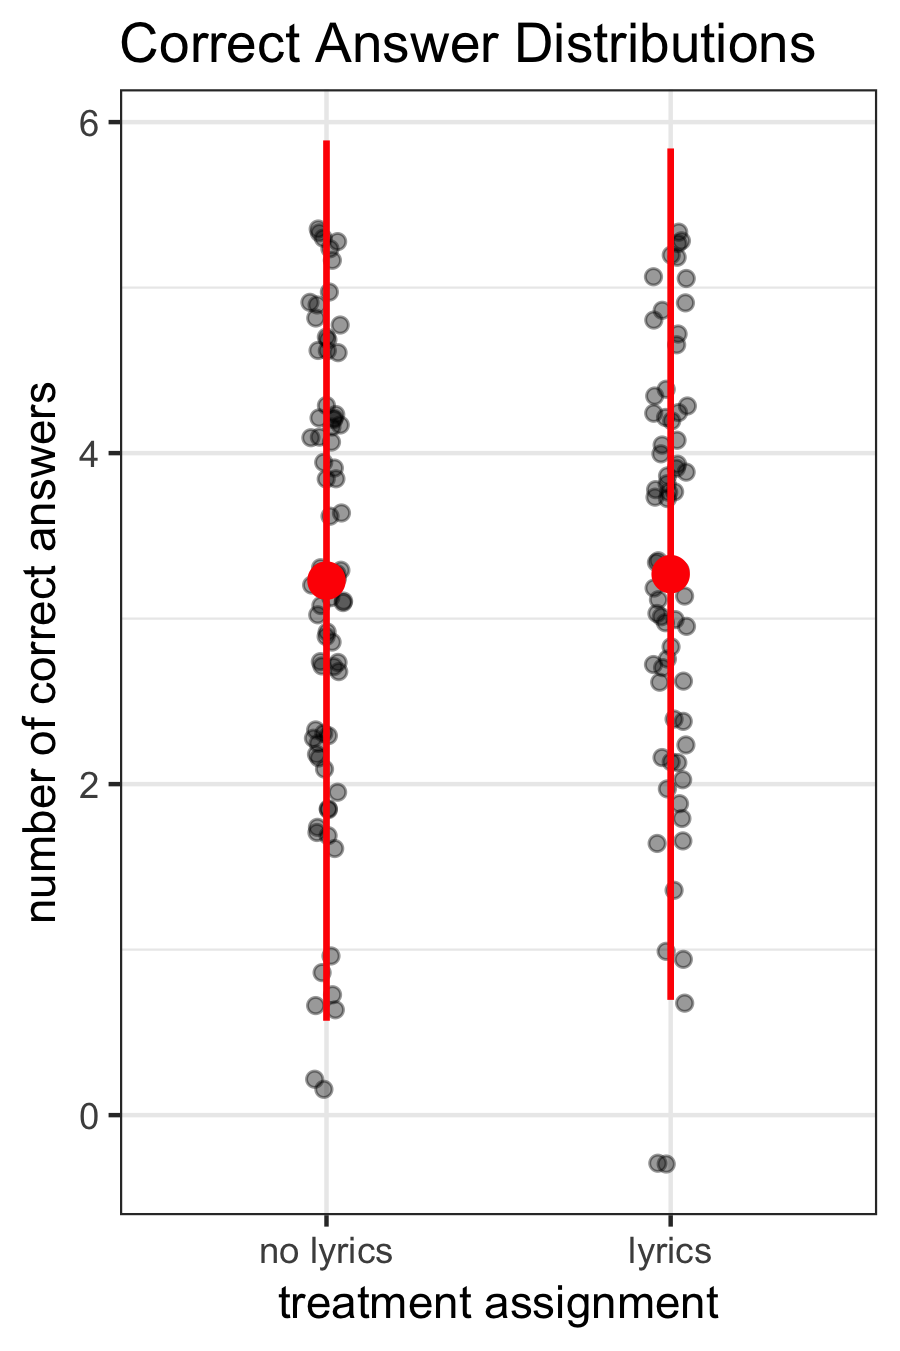 Correct Answer Distributions
number of correct answers
6
4
2
0
no lyrics
lyrics
treatment assignment